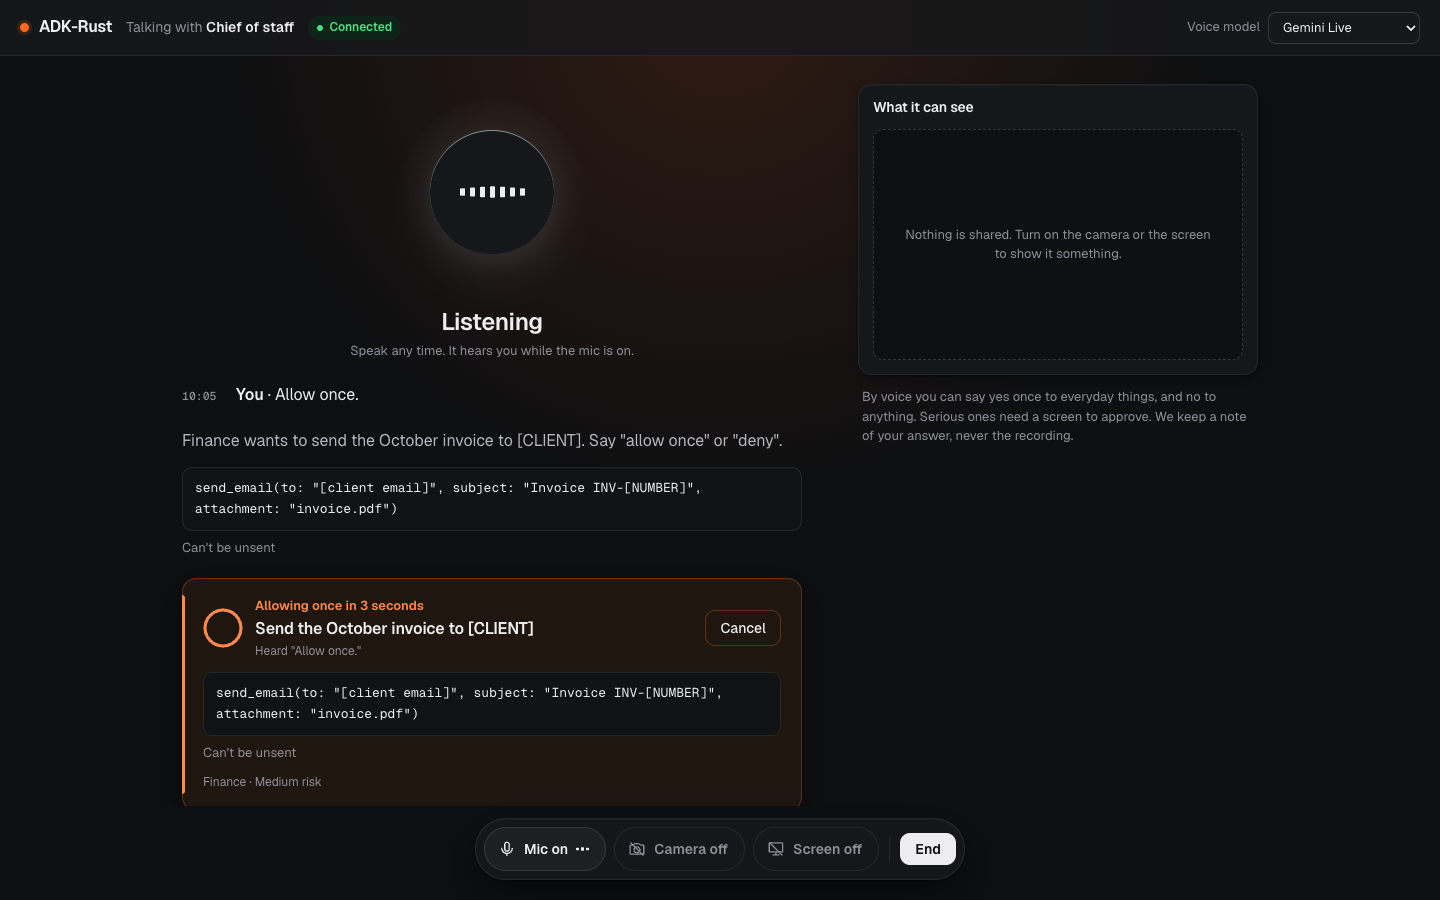 ADK-Rust Talking with Chief of staff Connected
Voice model Gemini Live
Listening
Speak any time. It hears you while the mic is on.
10:05 You · Allow once.
Finance wants to send the October invoice to [CLIENT]. Say "allow once" or "deny".
send_email(to: "[client email]", subject: "Invoice INV-[NUMBER]",
attachment: "invoice.pdf")
Can't be unsent
Allowing once in 3 seconds
Send the October invoice to [CLIENT]
Heard "Allow once."
Cancel
send_email(to: "[client email]", subject: "Invoice INV-[NUMBER]",
attachment: "invoice.pdf")
Can't be unsent
Finance · Medium risk
What it can see
Nothing is shared. Turn on the camera or the screen
to show it something.
By voice you can say yes once to everyday things, and no to
anything. Serious ones need a screen to approve. We keep a note
of your answer, never the recording.
Mic on Camera off Screen off End